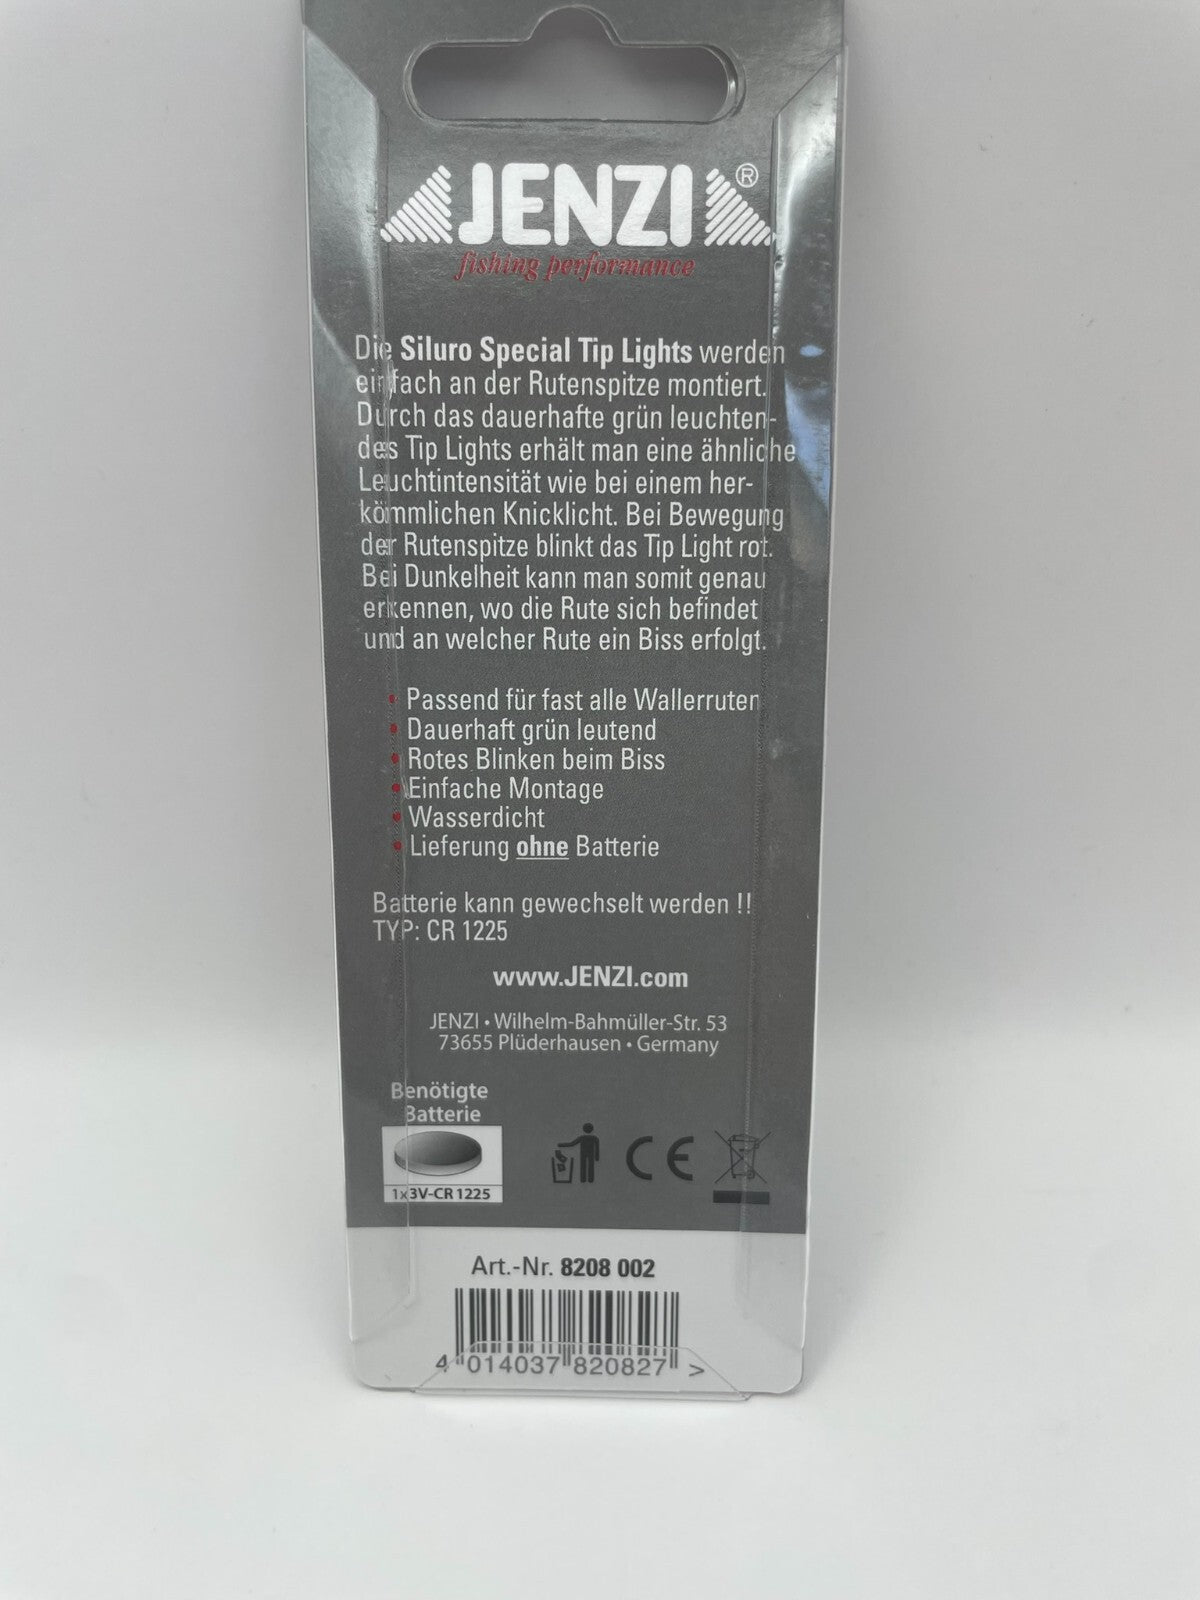 JENZI®
fishing performance
Die Siluro Special Tip Lights werden
einfach an der Rutenspitze montiert.
Durch das dauerhafte grün leuchten-
des Tip Lights erhält man eine ähnliche
Leuchtintensität wie bei einem her-
kömmlichen Knicklicht. Bei Bewegung
der Rutenspitze blinkt das Tip Light rot.
Bei Dunkelheit kann man somit genau
erkennen, wo die Rute sich befindet
und an welcher Rute ein Biss erfolgt.
• Passend für fast alle Wallerruten
• Dauerhaft grün leutend
• Rotes Blinken beim Biss
• Einfache Montage
• Wasserdicht
• Lieferung ohne Batterie
Batterie kann gewechselt werden !!
TYP: CR 1225
www.JENZI.com
JENZI • Wilhelm-Bahmüller-Str. 53
73655 Plüderhausen • Germany
Benötigte
Batterie
1x3V-CR 1225
CE
Art.-Nr. 8208 002
4 014037 820827 >